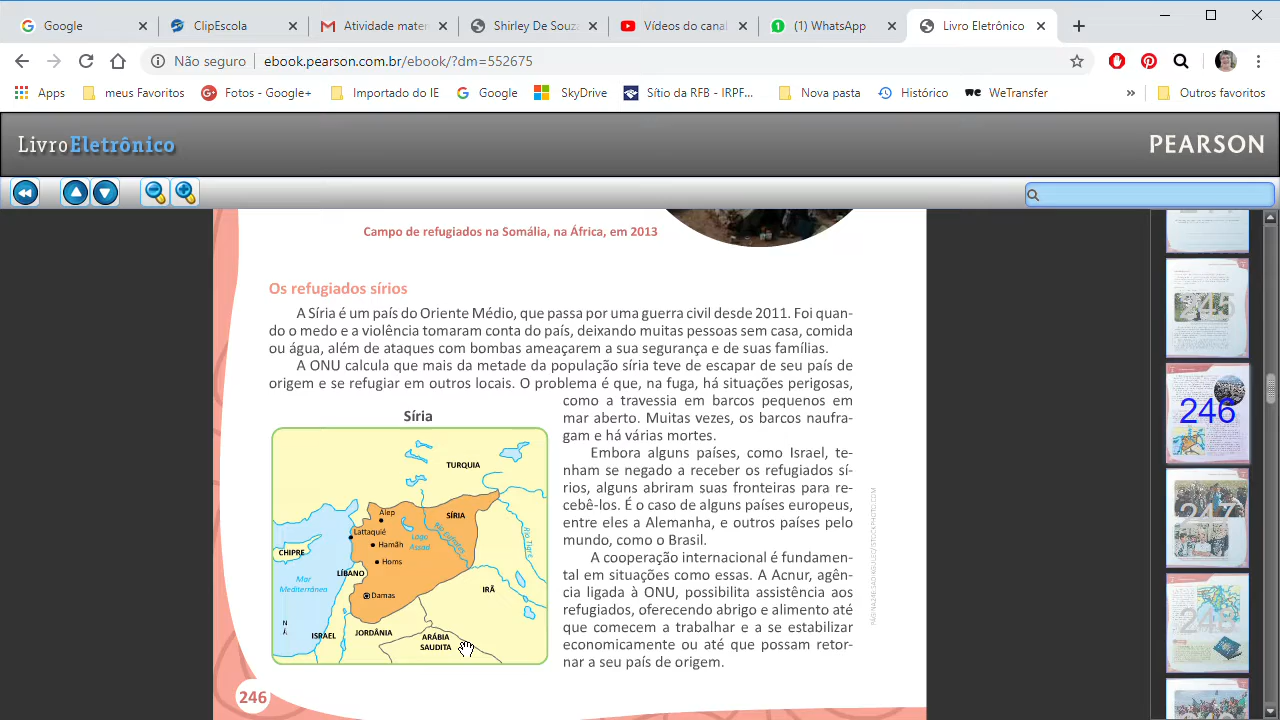 Google
ClipEscola
Atividade mater
Shirley De Souza
Vídeos do canal
(1) WhatsApp
Livro Eletrônico
Não seguro
ebook.pearson.com.br/ebook/?dm=552675
Apps
meus Favoritos
Fotos - Google+
Importado do IE
Google
SkyDrive
Sítio da RFB - IRPF...
Nova pasta
Histórico
WeTransfer
»
Outros favoritos
LivroEletrônico
PEARSON
Campo de refugiados na Somália, na África, em 2013
Os refugiados sírios
A Síria é um país do Oriente Médio, que passa por uma guerra civil desde 2011. Foi quan-
do o medo e a violência tomaram conta do país, deixando muitas pessoas sem casa, comida
ou água, além de ataques com bombas ameaçarem a sua segurança e de suas famílias.
A ONU calcula que mais da metade da população síria teve de escapar de seu país de
origem e se refugiar em outros locais. O problema é que, na fuga, há situações perigosas,
como a travessia em barcos pequenos em
mar aberto. Muitas vezes, os barcos naufra-
gam e há várias mortes.
Embora alguns países, como Israel, te-
nham se negado a receber os refugiados sí-
rios, alguns abriram suas fronteiras para re-
cebê-los. É o caso de alguns países europeus,
entre eles a Alemanha, e outros países pelo
mundo, como o Brasil.
A cooperação internacional é fundamen-
tal em situações como essas. A Acnur, agên-
cia ligada à ONU, possibilita assistência aos
refugiados, oferecendo abrigo e alimento até
que comecem a trabalhar e a se estabilizar
economicamente ou até que possam retor-
nar a seu país de origem.
Síria
TURQUIA
Alep
SÍRIA
Lattaquié
Lago
Assad
Rio Eufrates
Rio Tigre
Hamãh
CHIPRE
Homs
LÍBANO
Mar
Mediterrâneo
IRÃ
Damas
N
ISRAEL
JORDÂNIA
ARÁBIA
SAUDITA
246
245
246
247
248